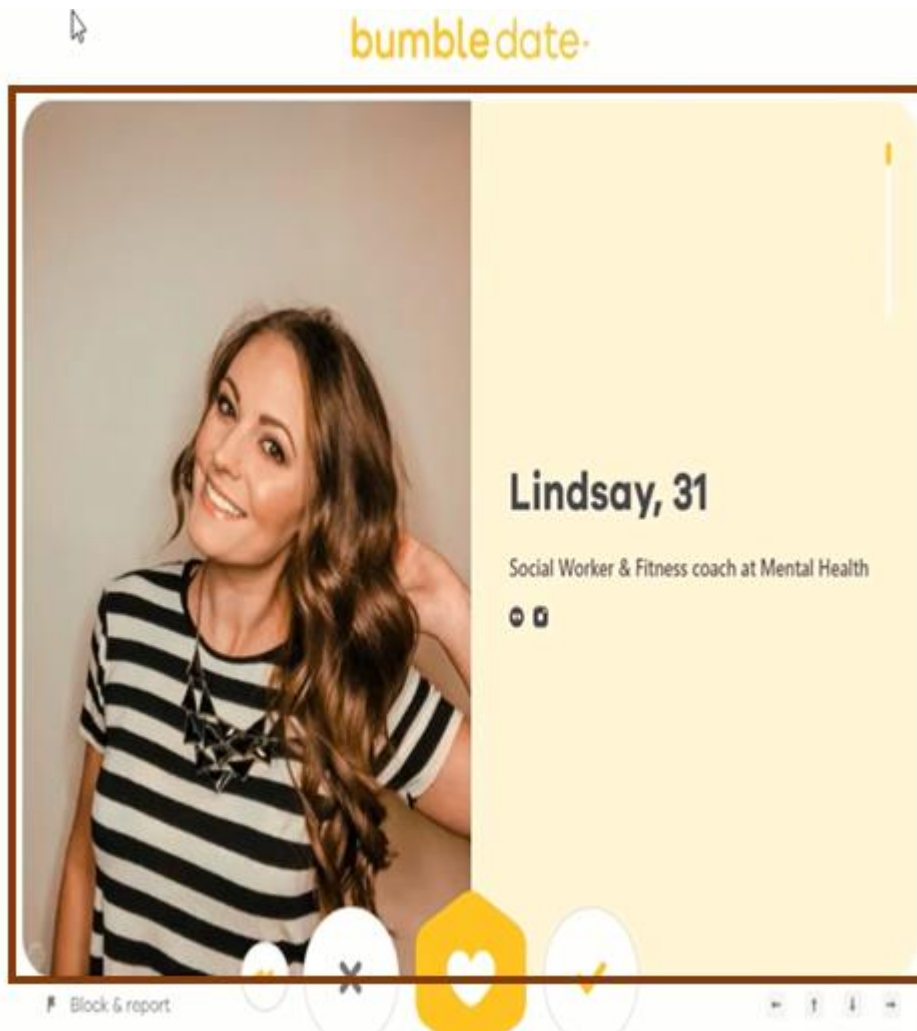 bumble date
Lindsay, 31
Social Worker & Fitness coach at Mental Health
Block & report